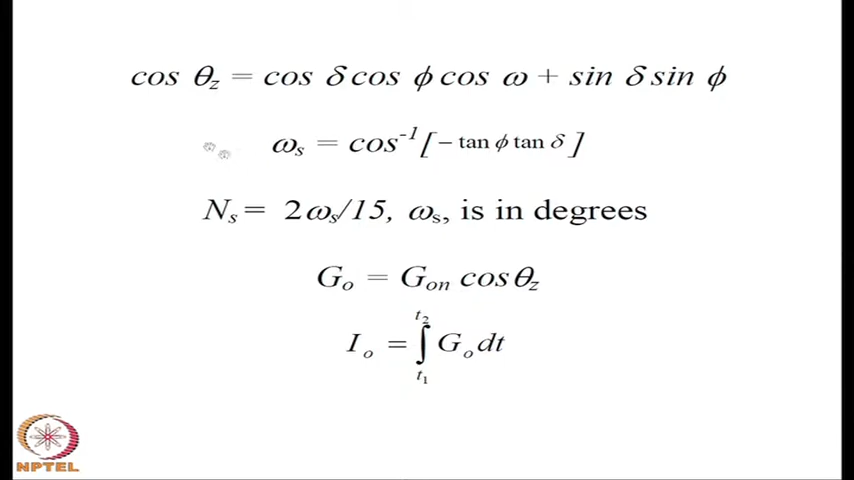 cos θz = cos δ cos ϕ cos ω + sin δ sin ϕ
ωs = cos-1 [ − tan ϕ tan δ ]
Ns = 2ωs/15, ωs, is in degrees
Go = Gon cos θz
Io = ∫t1t2 Go dt
NPTEL